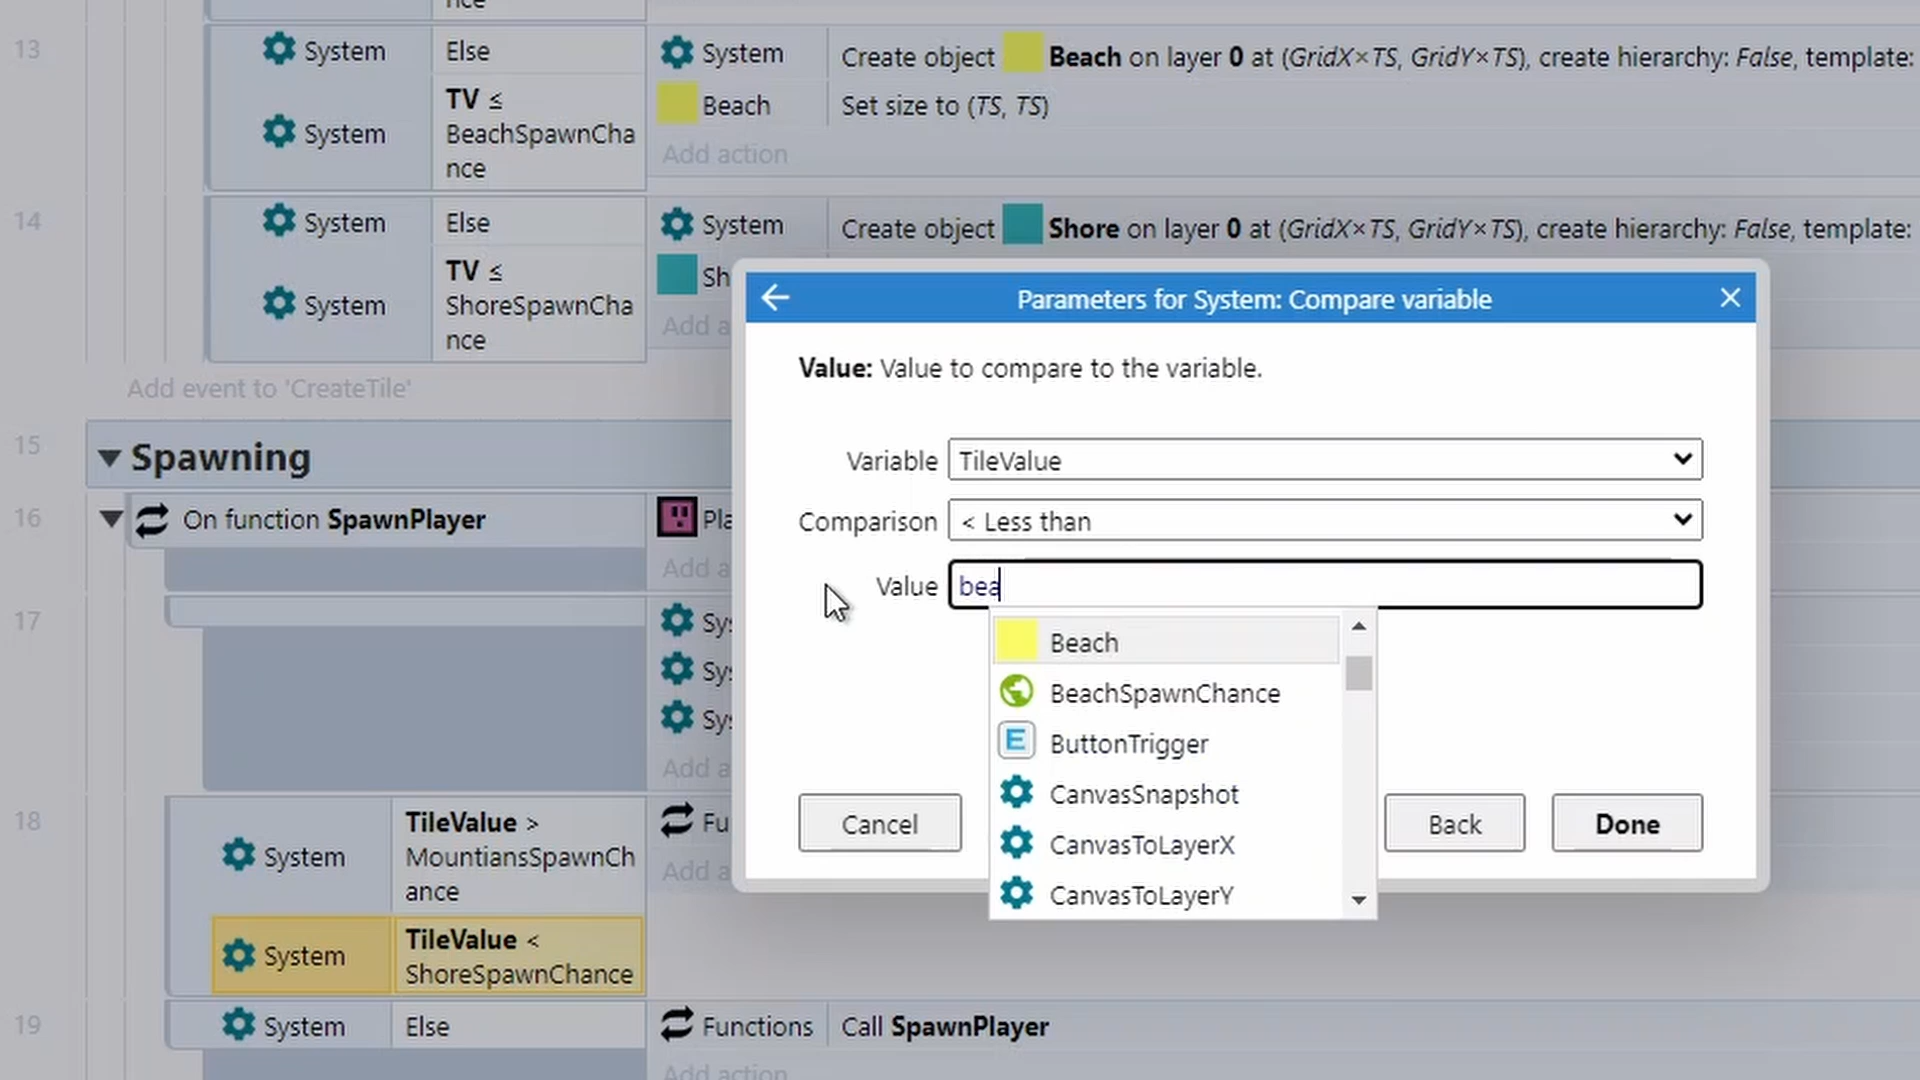 nce
13
System
Else
System
Create object Beach on layer 0 at (GridX×TS, GridY×TS), create hierarchy: False, template:
System
TV ≤
BeachSpawnCha
nce
Beach
Set size to (TS, TS)
Add action
14
System
Else
System
Create object Shore on layer 0 at (GridX×TS, GridY×TS), create hierarchy: False, template:
System
TV ≤
ShoreSpawnCha
nce
Sh
Add a
Add event to 'CreateTile'
15
Spawning
16
On function SpawnPlayer
Pla
Add a
17
Sys
Sys
Sys
Add a
18
System
TileValue >
MountiansSpawnCh
ance
Fu
Add a
System
TileValue <
ShoreSpawnChance
19
System
Else
Functions
Call SpawnPlayer
Add action
Parameters for System: Compare variable
Value: Value to compare to the variable.
Variable
TileValue
Comparison
< Less than
Value
bea
Beach
BeachSpawnChance
E
ButtonTrigger
CanvasSnapshot
CanvasToLayerX
CanvasToLayerY
Cancel
Back
Done